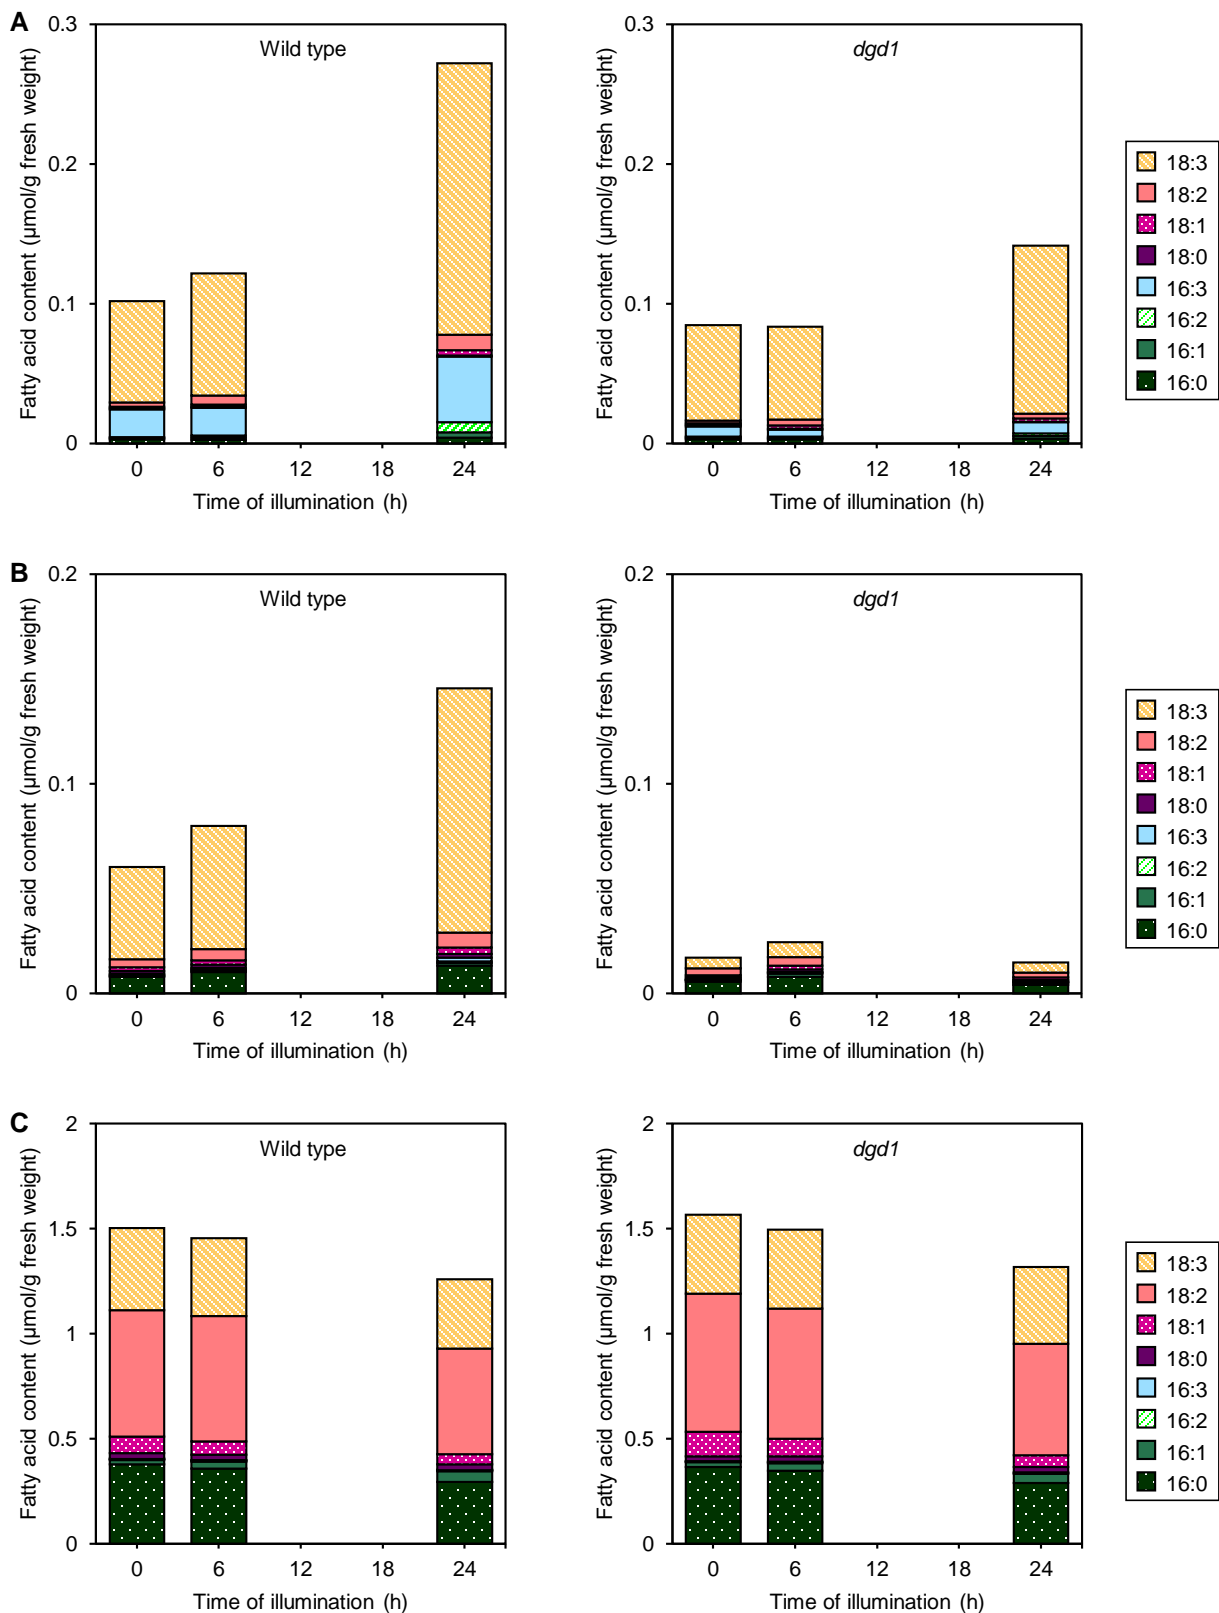 A
Wild type
Fatty acid content (µmol/g fresh weight)
0.3
0.2
0.1
0
0 6 12 18 24
Time of illumination (h)
dgd1
Fatty acid content (µmol/g fresh weight)
0.3
0.2
0.1
0
0 6 12 18 24
Time of illumination (h)
18:3
18:2
18:1
18:0
16:3
16:2
16:1
16:0
B
Wild type
Fatty acid content (µmol/g fresh weight)
0.2
0.1
0
0 6 12 18 24
Time of illumination (h)
dgd1
Fatty acid content (µmol/g fresh weight)
0.2
0.1
0
0 6 12 18 24
Time of illumination (h)
18:3
18:2
18:1
18:0
16:3
16:2
16:1
16:0
C
Wild type
Fatty acid content (µmol/g fresh weight)
2
1.5
1
0.5
0
0 6 12 18 24
Time of illumination (h)
dgd1
Fatty acid content (µmol/g fresh weight)
2
1.5
1
0.5
0
0 6 12 18 24
Time of illumination (h)
18:3
18:2
18:1
18:0
16:3
16:2
16:1
16:0